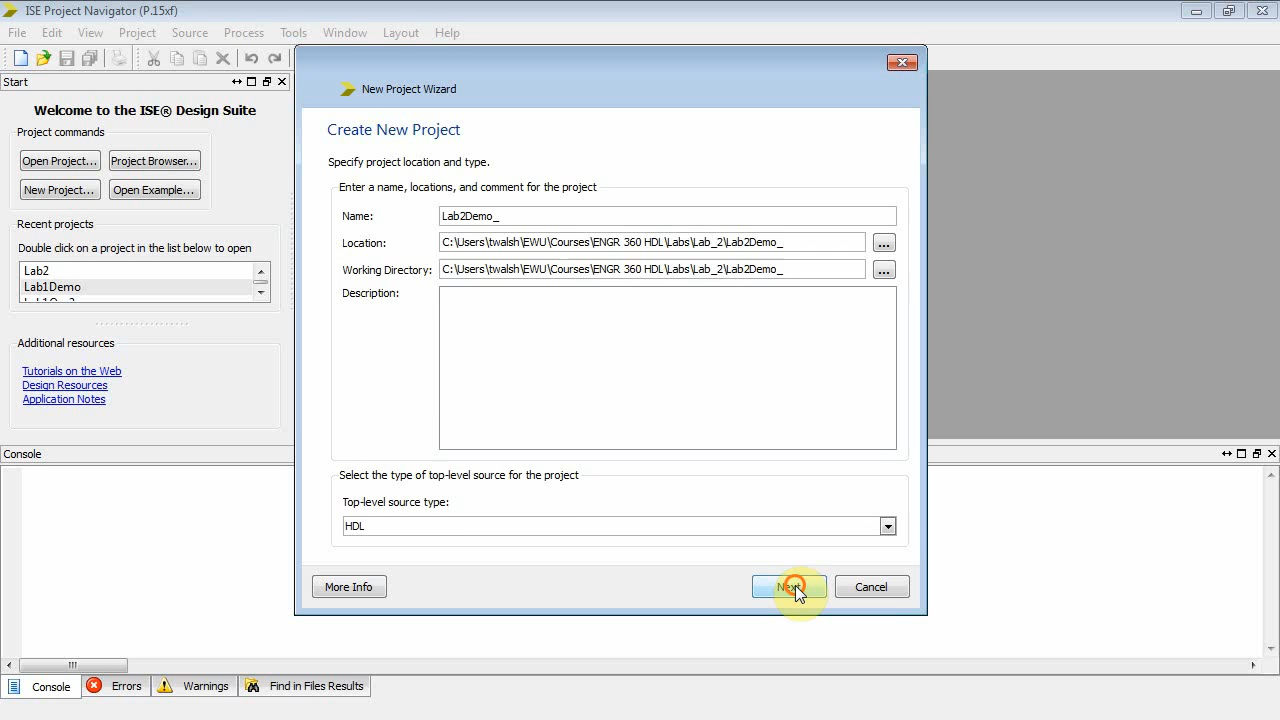 ISE Project Navigator (P.15xf)
File Edit View Project Source Process Tools Window Layout Help
Start
Welcome to the ISE® Design Suite
Project commands
Open Project... Project Browser...
New Project... Open Example...
Recent projects
Double click on a project in the list below to open
Lab2
Lab1Demo
Additional resources
Tutorials on the Web
Design Resources
Application Notes
New Project Wizard
Create New Project
Specify project location and type.
Enter a name, locations, and comment for the project
Name: Lab2Demo_
Location: C:\Users\twalsh\EWU\Courses\ENGR 360 HDL\Labs\Lab_2\Lab2Demo_ ...
Working Directory: C:\Users\twalsh\EWU\Courses\ENGR 360 HDL\Labs\Lab_2\Lab2Demo_ ...
Description:
Select the type of top-level source for the project
Top-level source type:
HDL
More Info Next Cancel
Console
Console Errors Warnings Find in Files Results